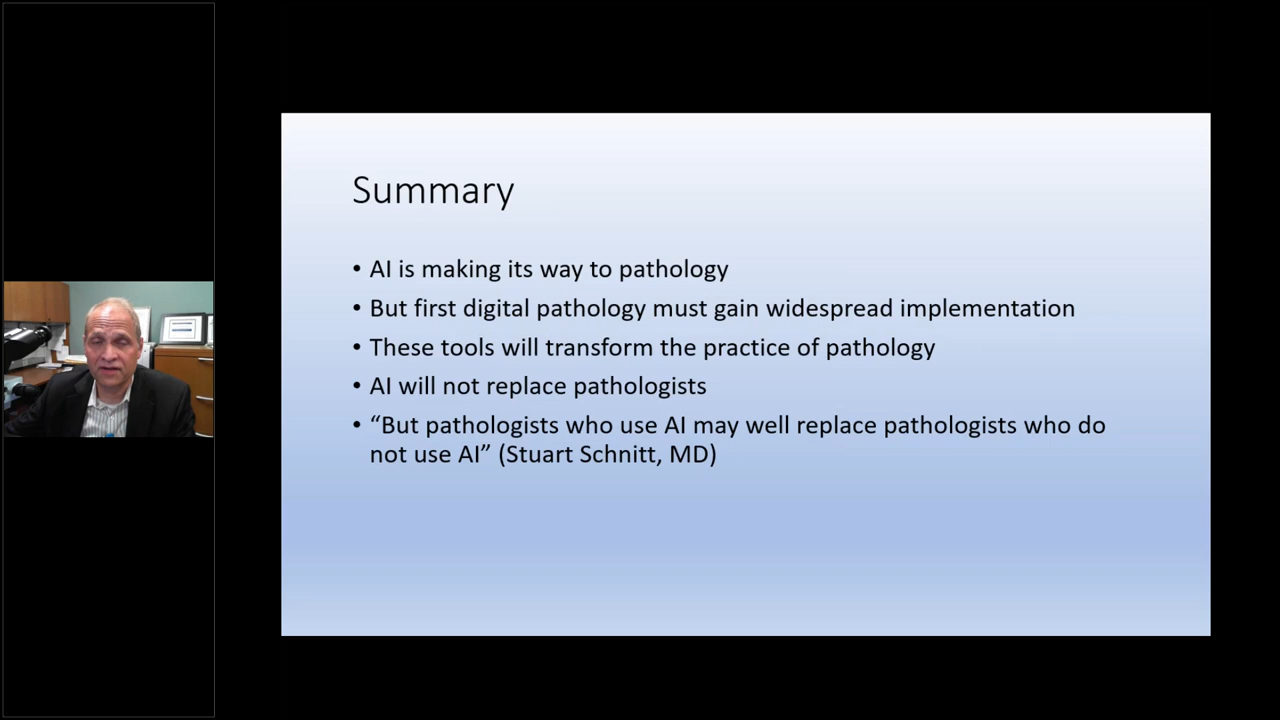 Summary
• AI is making its way to pathology
• But first digital pathology must gain widespread implementation
• These tools will transform the practice of pathology
• AI will not replace pathologists
• “But pathologists who use AI may well replace pathologists who do
not use AI” (Stuart Schnitt, MD)